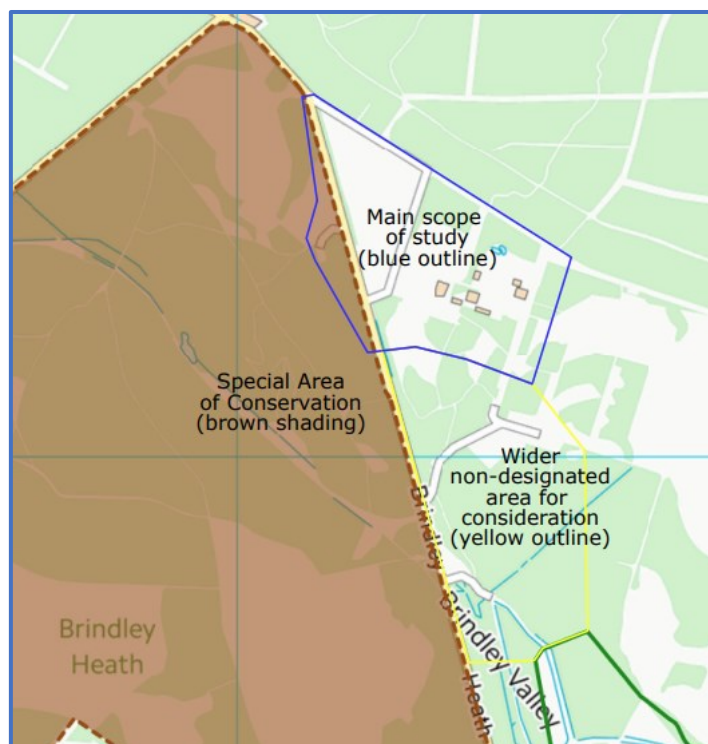 Main scope
of study
(blue outline)
Special Area
of Conservation
(brown shading)
Wider
non-designated
area for
consideration
(yellow outline)
Brindley
Heath
Brindley
Heath
Brindley Valley